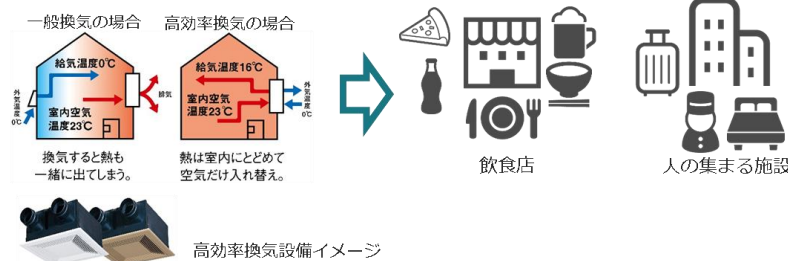 一般換気の場合
高効率換気の場合
給気温度0℃
外気温度0℃
排気
室内空気
温度23℃
換気すると熱も
一緒に出てしまう。
給気温度16℃
室内空気
温度23℃
外気温度0℃
熱は室内にとどめて
空気だけ入れ替え。
飲食店
人の集まる施設
高効率換気設備イメージ